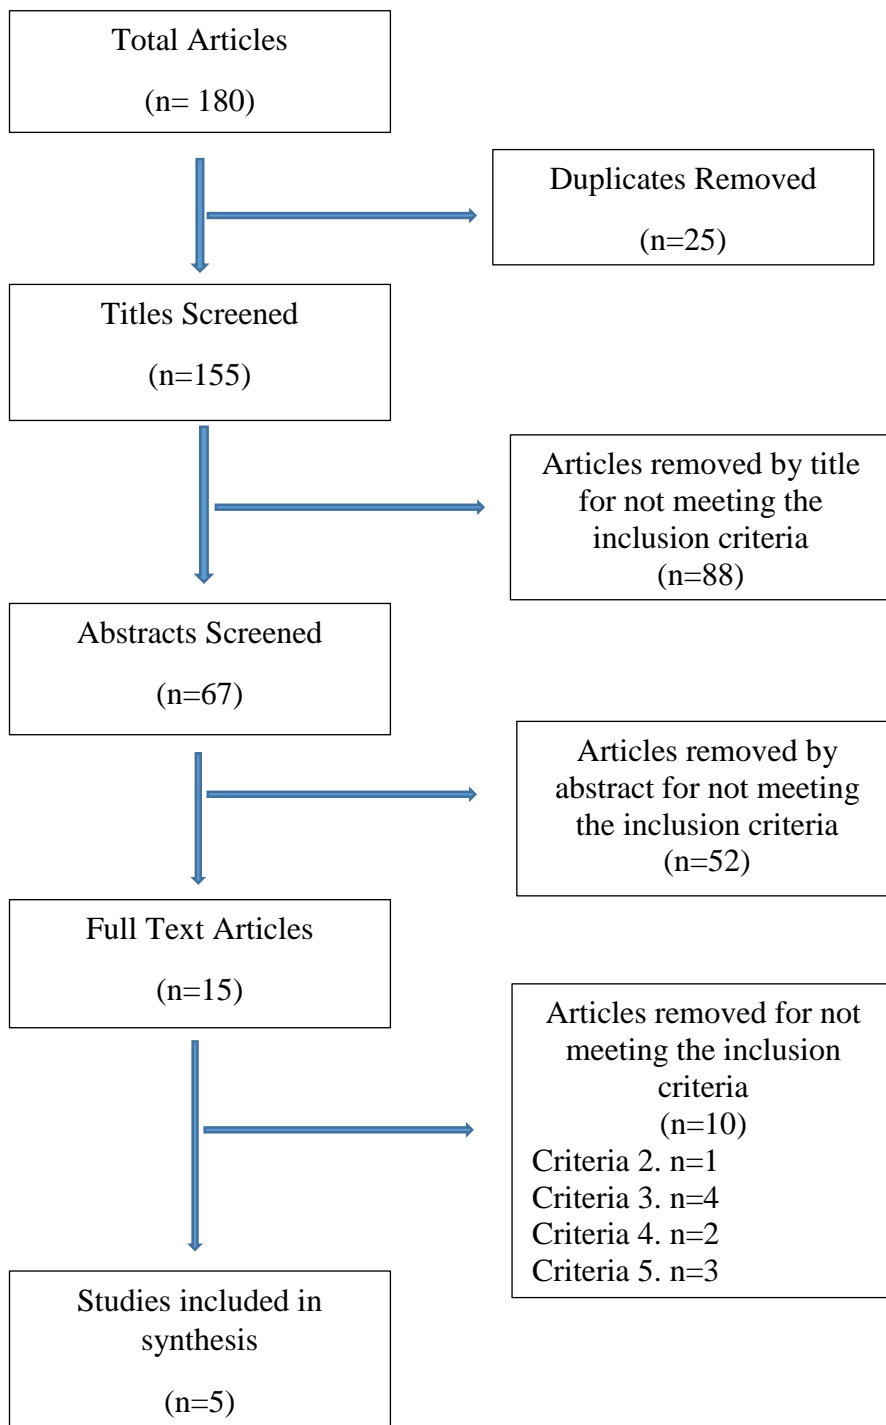 Total Articles
(n= 180)
Duplicates Removed
(n=25)
Titles Screened
(n=155)
Articles removed by title
for not meeting the
inclusion criteria
(n=88)
Abstracts Screened
(n=67)
Articles removed by
abstract for not meeting
the inclusion criteria
(n=52)
Full Text Articles
(n=15)
Articles removed for not
meeting the inclusion
criteria
(n=10)
Criteria 2. n=1
Criteria 3. n=4
Criteria 4. n=2
Criteria 5. n=3
Studies included in
synthesis
(n=5)